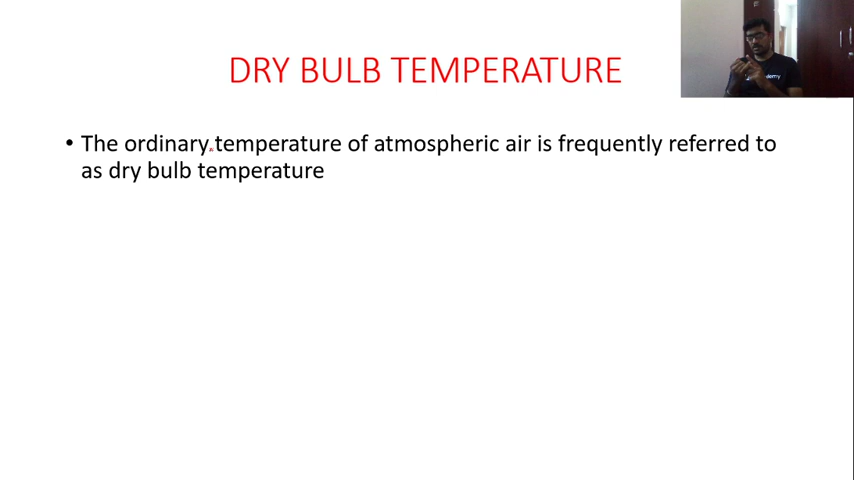 DRY BULB TEMPERATURE
• The ordinary temperature of atmospheric air is frequently referred to
as dry bulb temperature